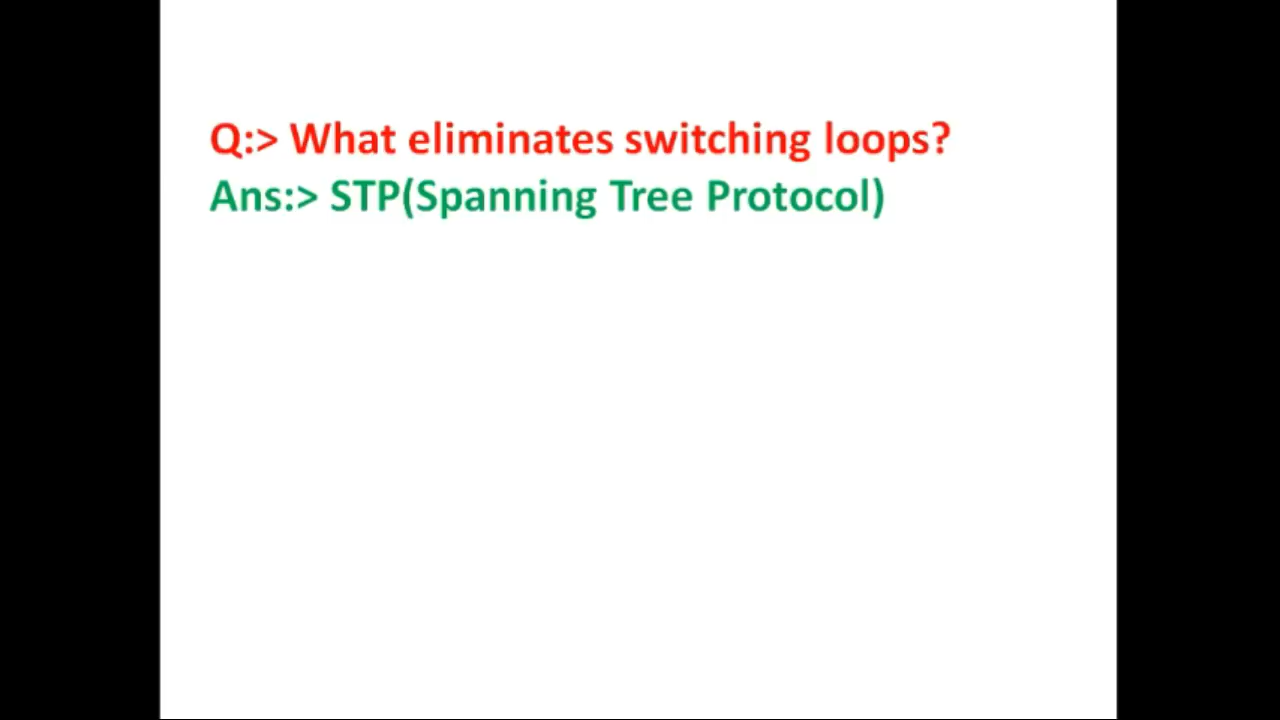 Q:> What eliminates switching loops?
Ans:> STP(Spanning Tree Protocol)